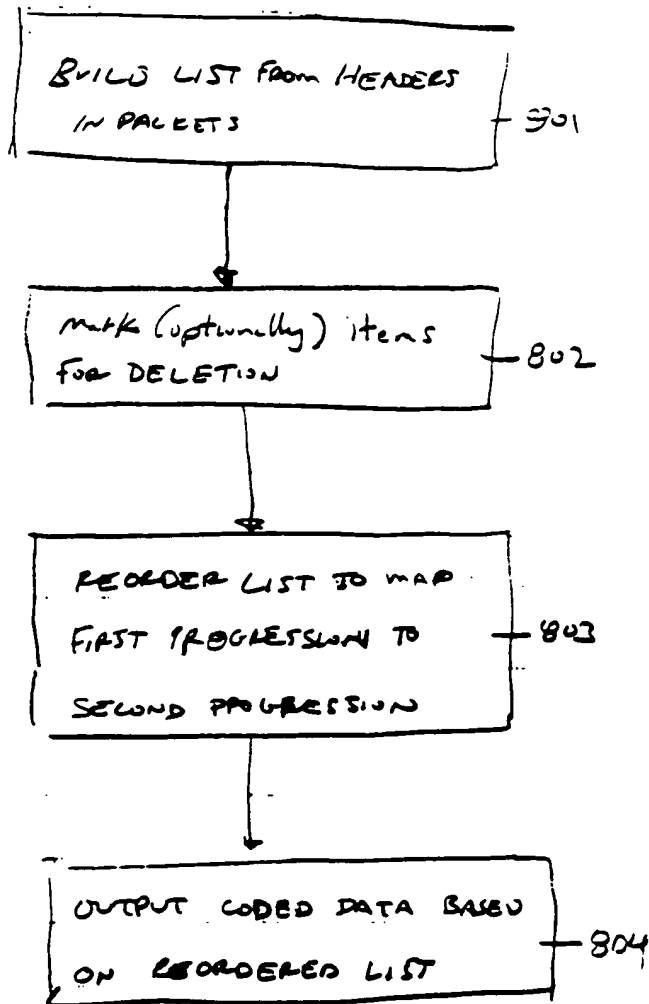 BUILD LIST FROM HEADERS
IN PACKETS
801
mark (optionally) items
FOR DELETION
802
REORDER LIST TO MAP
FIRST PROGRESSION TO
SECOND PROGRESSION
803
OUTPUT CODED DATA BASED
ON REORDERED LIST
804